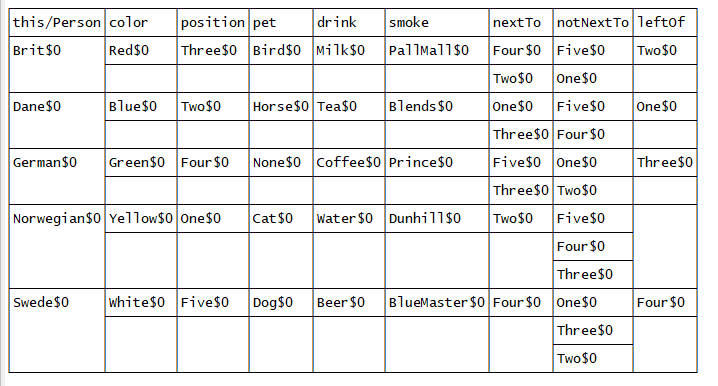 this/Person color position pet drink smoke nextTo notNextTo leftOf
Brit$0 Red$0 Three$0 Bird$0 Milk$0 PallMall$0 Four$0 Five$0 Two$0
Two$0 One$0
Dane$0 Blue$0 Two$0 Horse$0 Tea$0 Blends$0 One$0 Five$0 One$0
Three$0 Four$0
German$0 Green$0 Four$0 None$0 Coffee$0 Prince$0 Five$0 One$0 Three$0
Three$0 Two$0
Norwegian$0 Yellow$0 One$0 Cat$0 Water$0 Dunhill$0 Two$0 Five$0
Four$0
Three$0
Swede$0 White$0 Five$0 Dog$0 Beer$0 BlueMaster$0 Four$0 One$0 Four$0
Three$0
Two$0